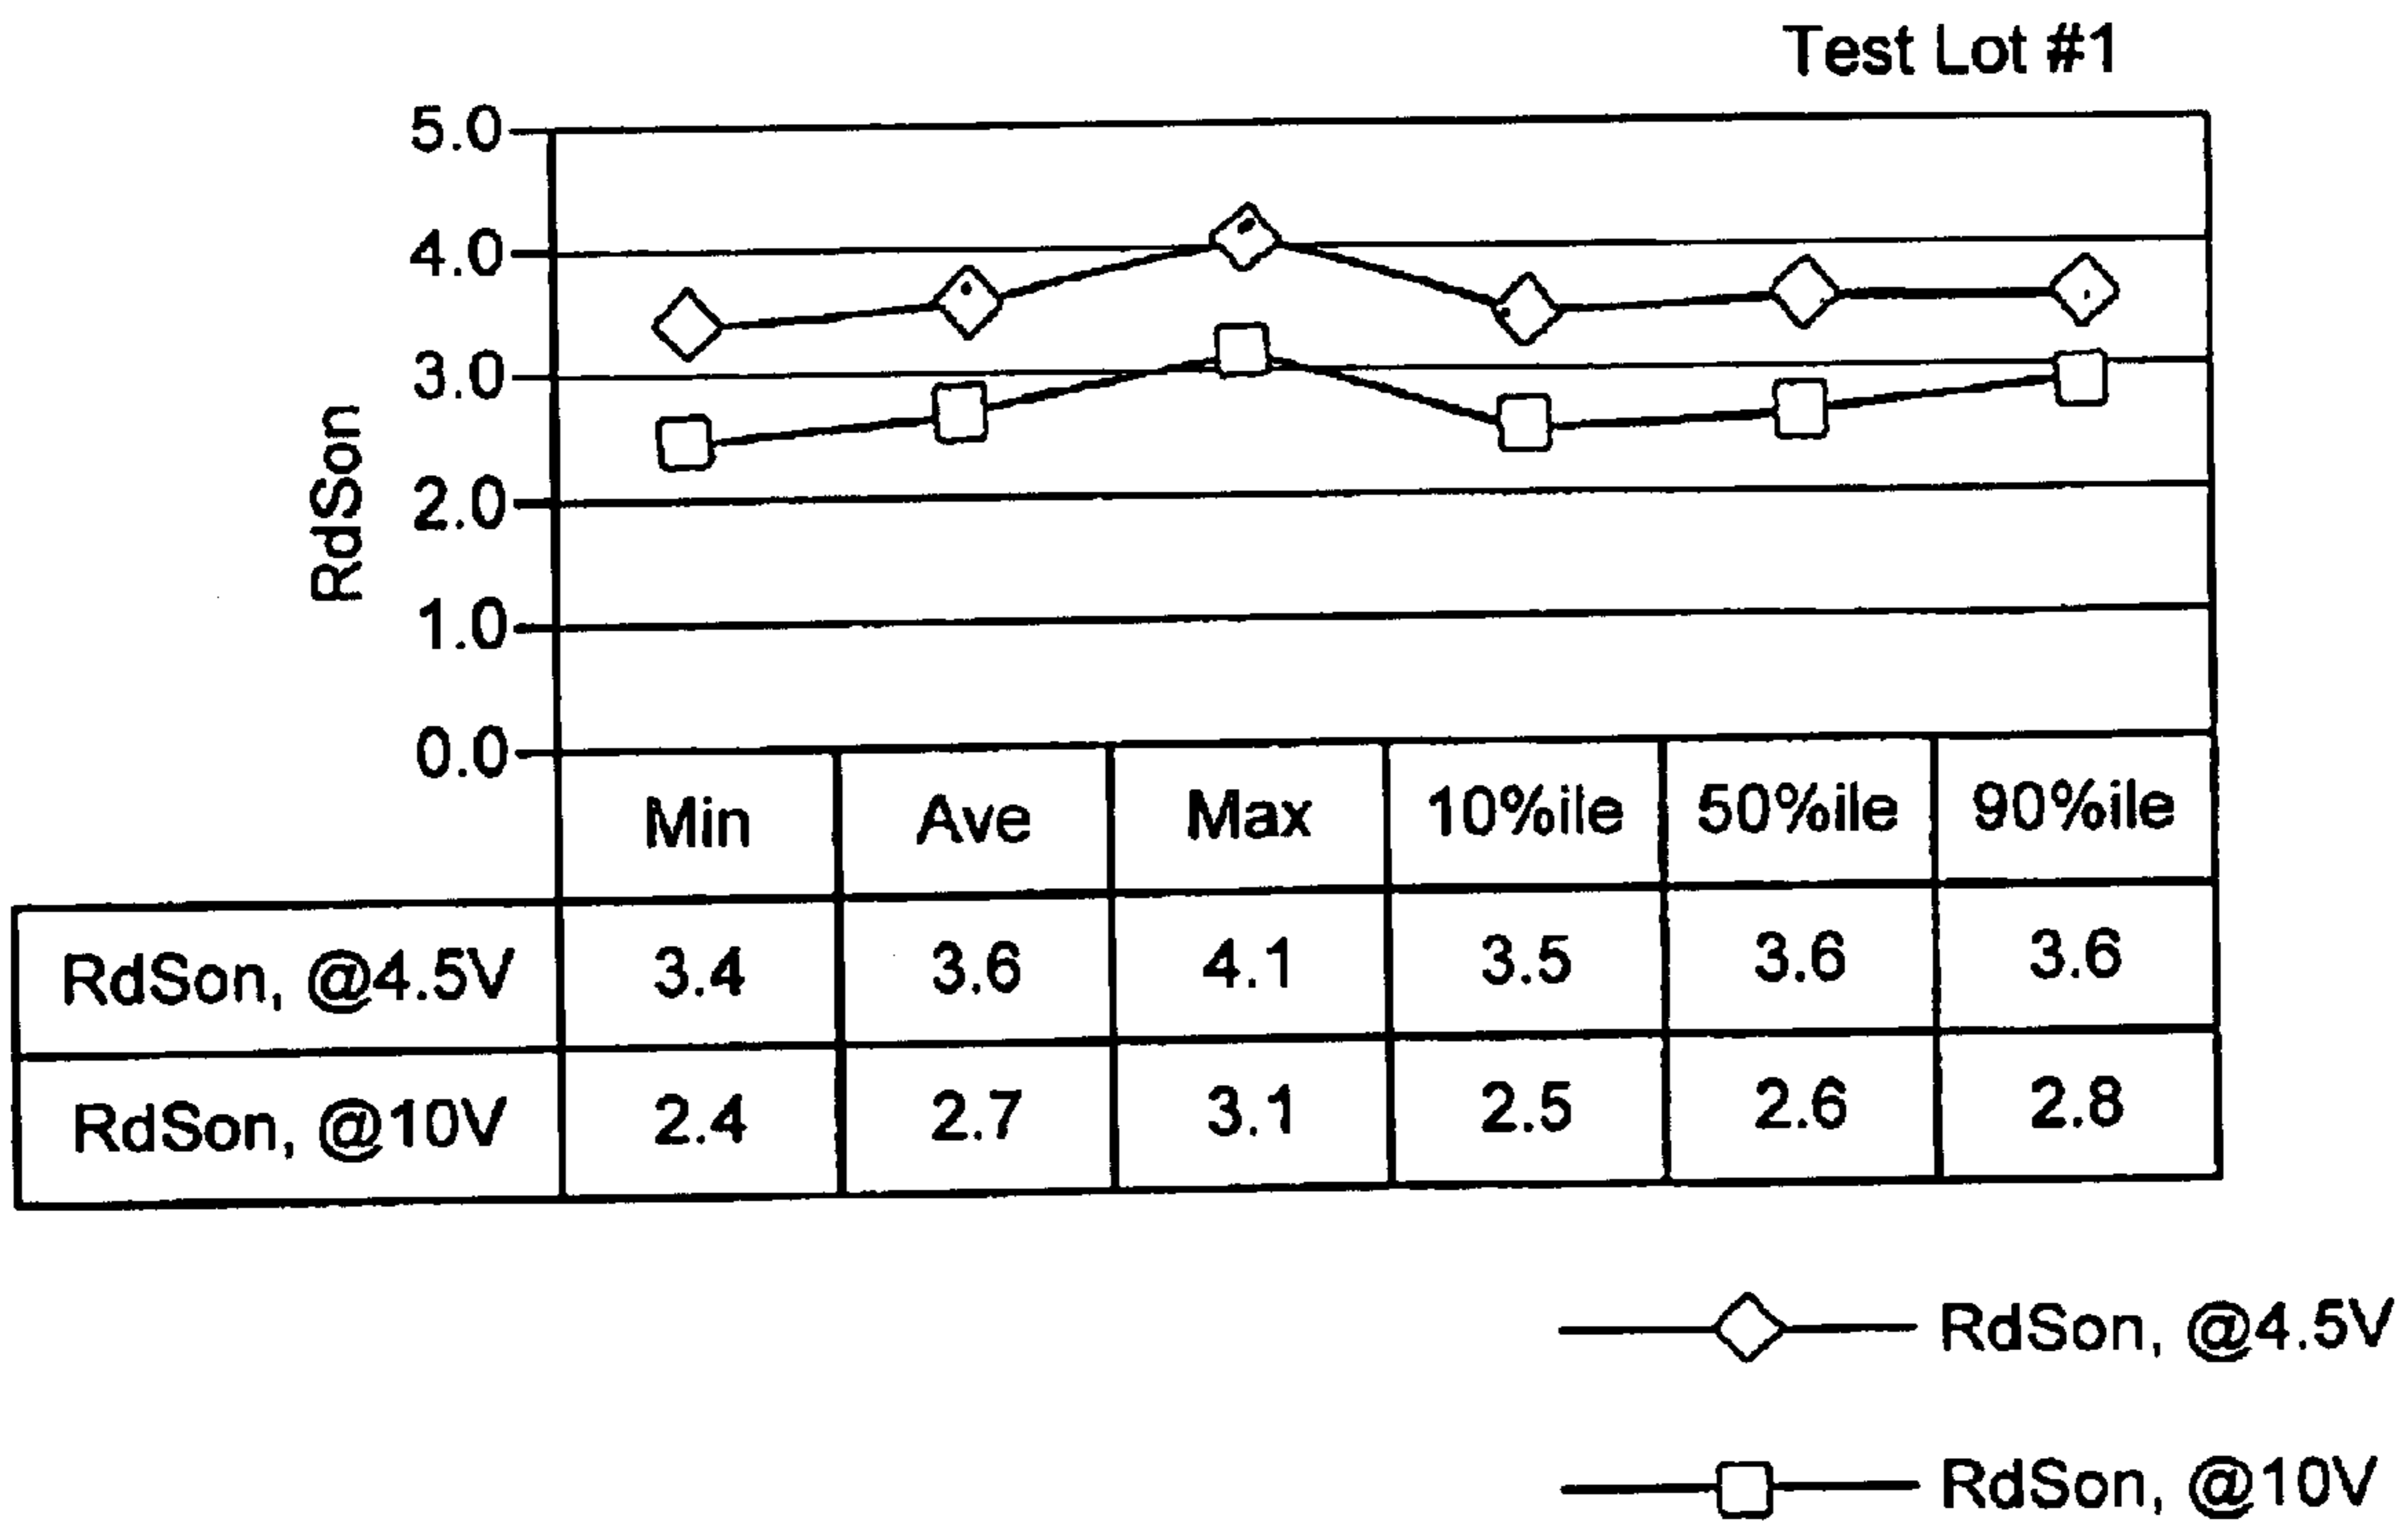 Test Lot #1
5.0
4.0
3.0
2.0
1.0
0.0
RdSon
Min Ave Max 10%ile 50%ile 90%ile
RdSon, @4.5V 3.4 3.6 4.1 3.5 3.6 3.6
RdSon, @10V 2.4 2.7 3.1 2.5 2.6 2.8
RdSon, @4.5V
RdSon, @10V